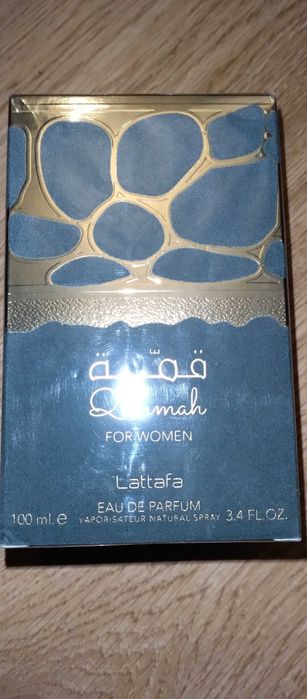 قمّة
Qimmah
FOR WOMEN
Lattafa
EAU DE PARFUM
100 ml.e VAPORISATEUR NATURAL SPRAY 3.4 FL.OZ.